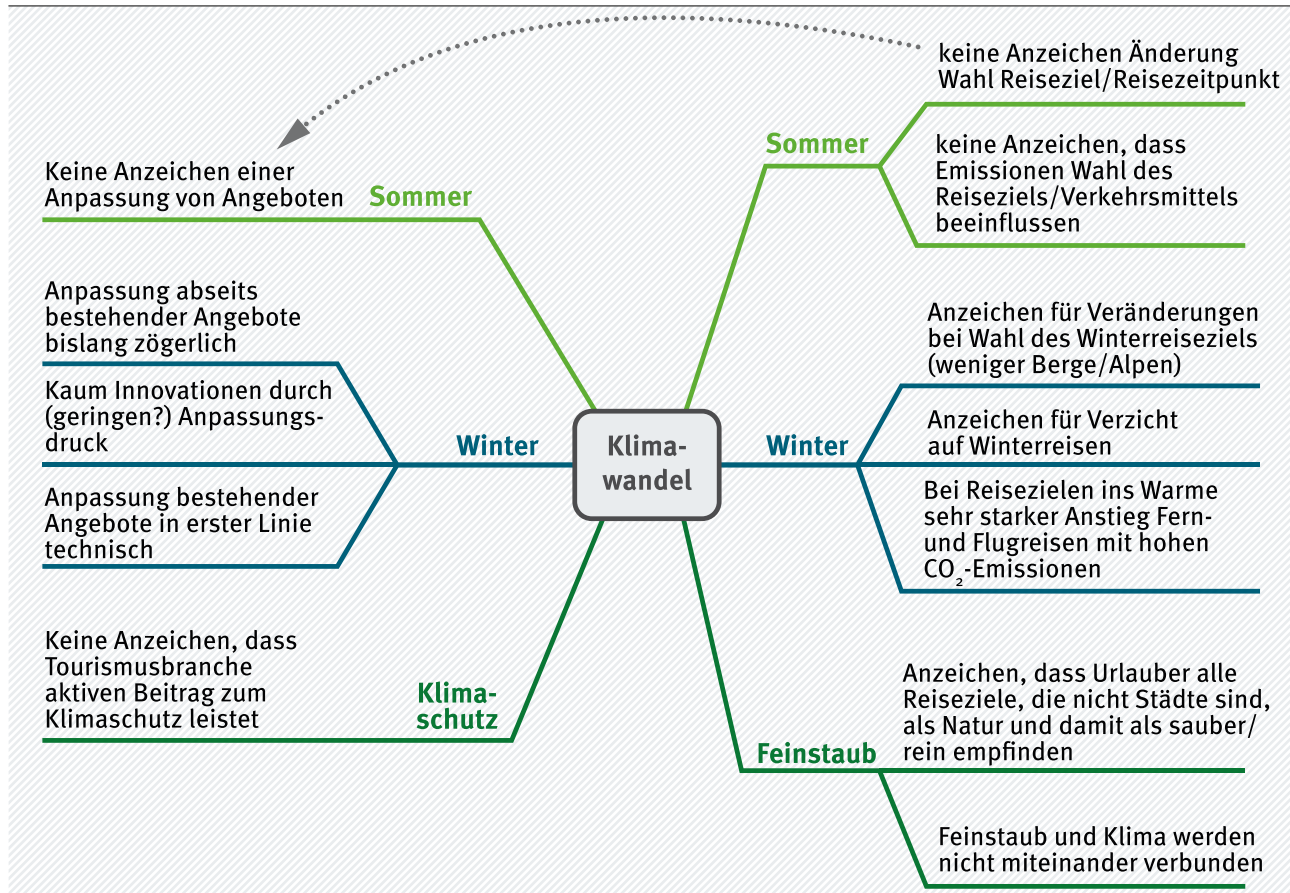 keine Anzeichen Änderung
Wahl Reiseziel/Reisezeitpunkt
Sommer
keine Anzeichen, dass
Emissionen Wahl des
Reiseziels/Verkehrsmittels
beeinflussen
Keine Anzeichen einer
Anpassung von Angeboten
Sommer
Anpassung abseits
bestehender Angebote
bislang zögerlich
Kaum Innovationen durch
(geringen?) Anpassungs-
druck
Winter
Anpassung bestehender
Angebote in erster Linie
technisch
Klima-
wandel
Winter
Anzeichen für Veränderungen
bei Wahl des Winterreiseziels
(weniger Berge/Alpen)
Anzeichen für Verzicht
auf Winterreisen
Bei Reisezielen ins Warme
sehr starker Anstieg Fern-
und Flugreisen mit hohen
CO₂-Emissionen
Keine Anzeichen, dass
Tourismusbranche
aktiven Beitrag zum
Klimaschutz leistet
Klima-
schutz
Feinstaub
Anzeichen, dass Urlauber alle
Reiseziele, die nicht Städte sind,
als Natur und damit als sauber/
rein empfinden
Feinstaub und Klima werden
nicht miteinander verbunden